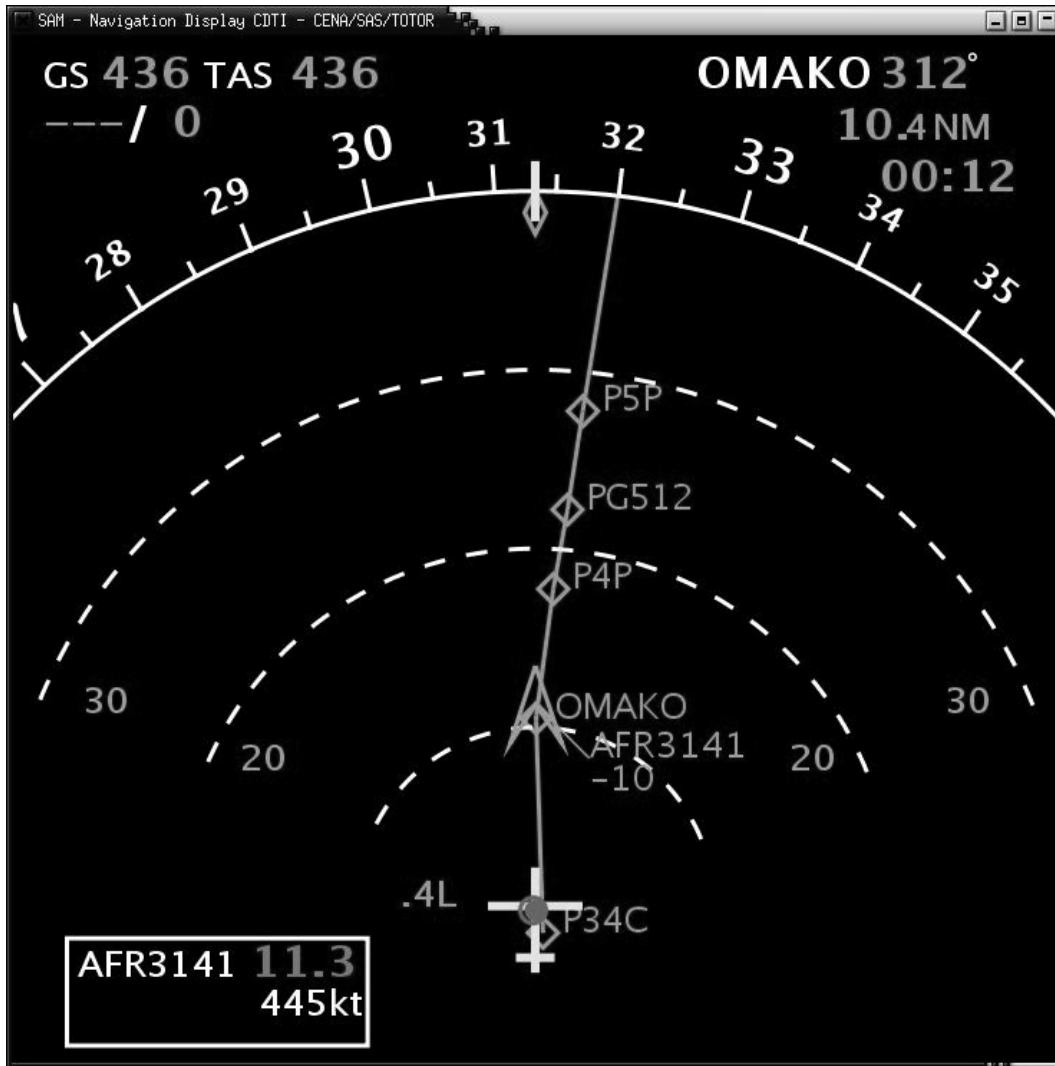 SAM - Navigation Display CDTI - CENA/SAS/TOTOR
GS 436 TAS 436
---/ 0
OMAKO 312°
10.4 NM
00:12
28
29
30
31
32
33
34
35
P5P
PG512
P4P
30
30
OMAKO
AFR3141
-10
20
20
.4L
P34C
AFR3141 11.3
445kt